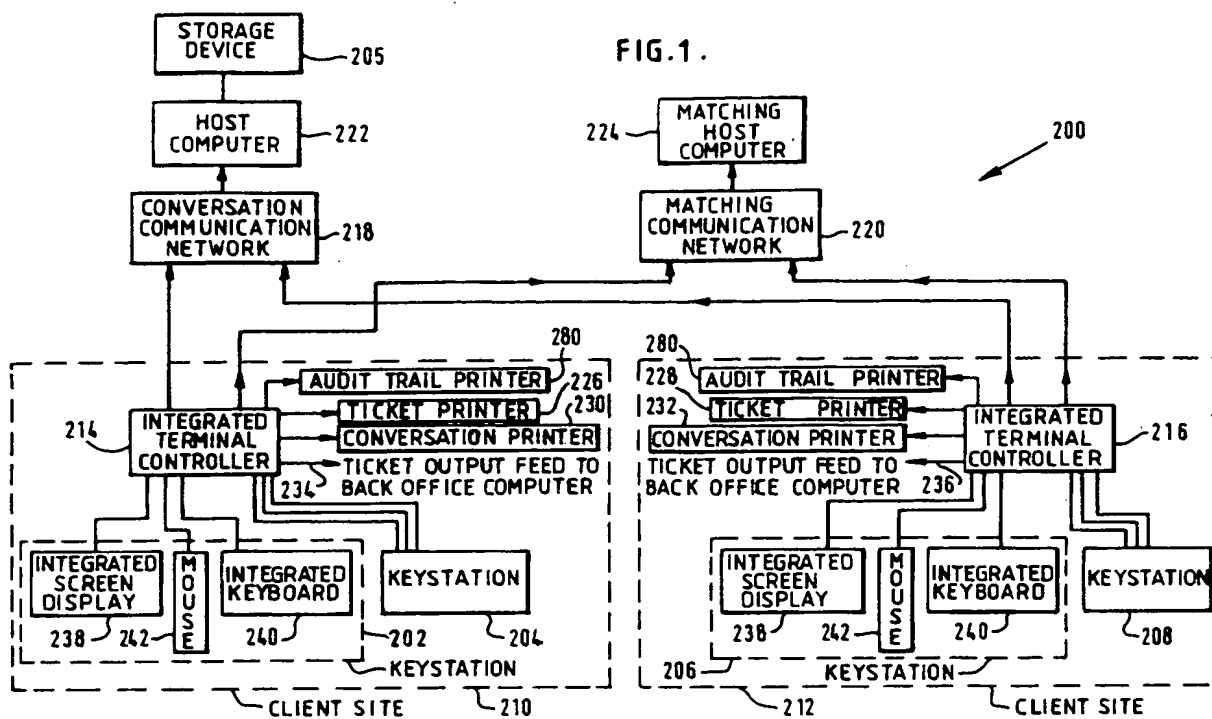 FIG.1.
STORAGE
DEVICE
205
HOST
COMPUTER
222
CONVERSATION
COMMUNICATION
NETWORK
218
224
MATCHING
HOST
COMPUTER
200
MATCHING
COMMUNICATION
NETWORK
220
280
AUDIT TRAIL PRINTER
226
TICKET PRINTER
230
CONVERSATION PRINTER
214
INTEGRATED
TERMINAL
CONTROLLER
234
TICKET OUTPUT FEED TO
BACK OFFICE COMPUTER
INTEGRATED
SCREEN
DISPLAY
238
MOUSE
242
INTEGRATED
KEYBOARD
240
202
KEYSTATION
204
KEYSTATION
CLIENT SITE
210
280
AUDIT TRAIL PRINTER
228
TICKET PRINTER
232
CONVERSATION PRINTER
INTEGRATED
TERMINAL
CONTROLLER
216
TICKET OUTPUT FEED TO
BACK OFFICE COMPUTER
236
INTEGRATED
SCREEN
DISPLAY
238
MOUSE
242
INTEGRATED
KEYBOARD
240
KEYSTATION
208
206
KEYSTATION
212
CLIENT SITE